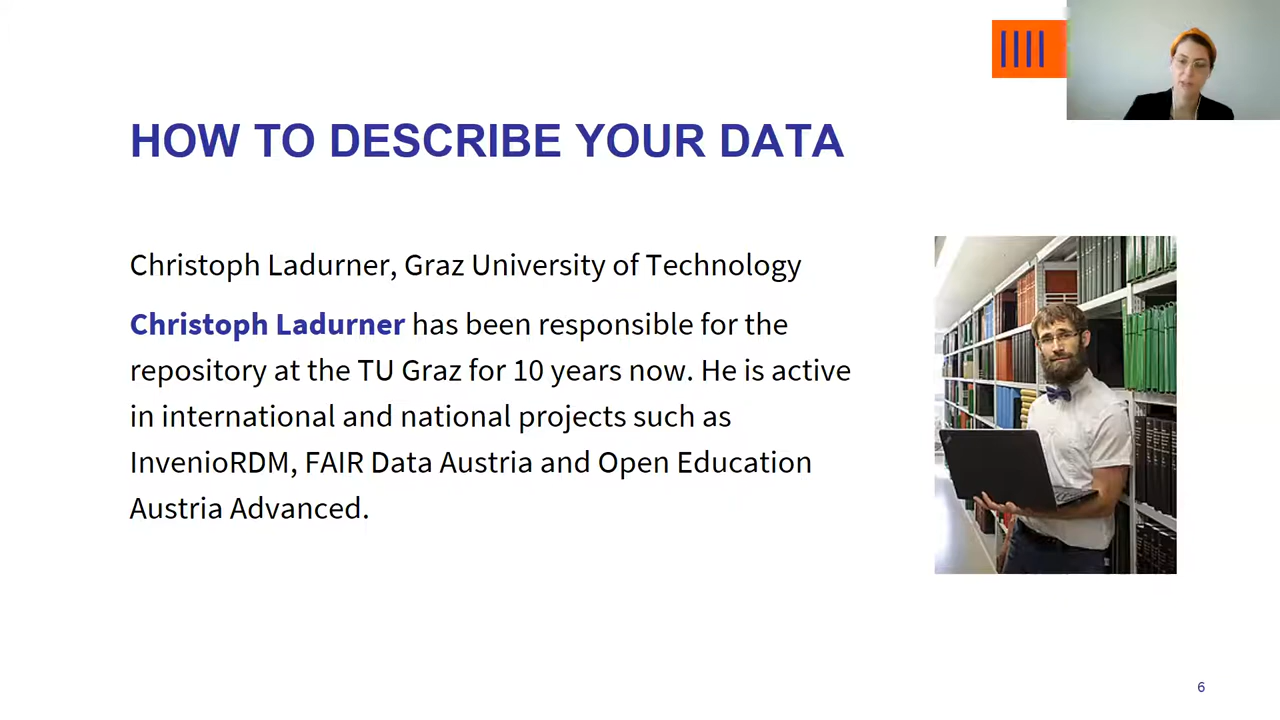 HOW TO DESCRIBE YOUR DATA
Christoph Ladurner, Graz University of Technology
Christoph Ladurner has been responsible for the
repository at the TU Graz for 10 years now. He is active
in international and national projects such as
InvenioRDM, FAIR Data Austria and Open Education
Austria Advanced.
6